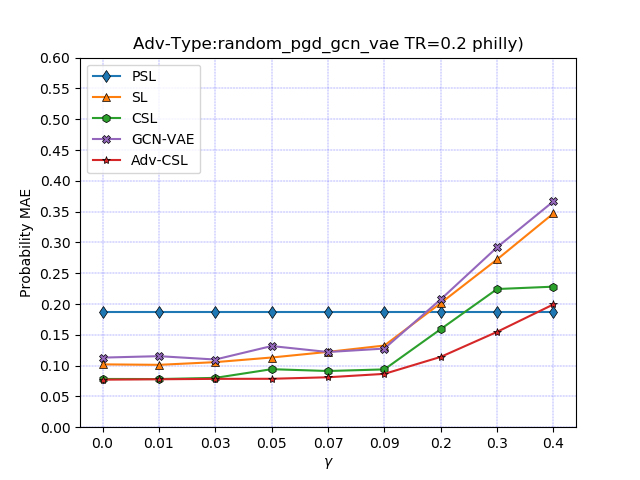 Adv-Type:random_pgd_gcn_vae TR=0.2 philly)
PSL
SL
CSL
GCN-VAE
Adv-CSL
Probability MAE
0.60
0.55
0.50
0.45
0.40
0.35
0.30
0.25
0.20
0.15
0.10
0.05
0.00
0.0 0.01 0.03 0.05 0.07 0.09 0.2 0.3 0.4
γ